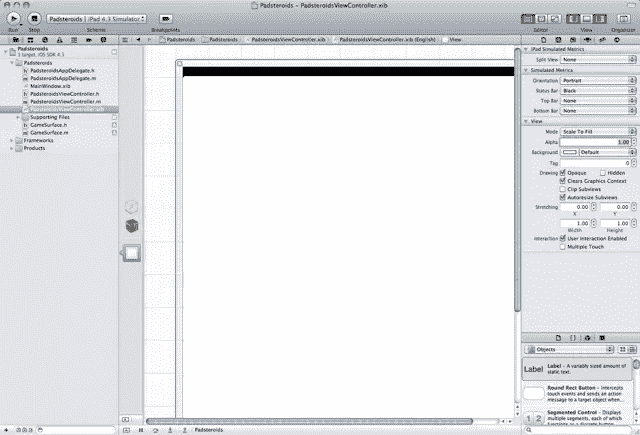 Padsteroids - PadsteroidsViewController.xib
Padsteroids | iPad 4.3 Simulator
Run Stop Scheme Breakpoints Editor View Organizer
Padsteroids Padsteroids PadsteroidsViewController.xib PadsteroidsViewController.xib (English) View
Padsteroids
1 target, iOS SDK 4.3
Padsteroids
PadsteroidsAppDelegate.h
PadsteroidsAppDelegate.m
MainWindow.xib
PadsteroidsViewController.h
PadsteroidsViewController.m
PadsteroidsViewController.xib
Supporting Files
GameSurface.h
GameSurface.m
Frameworks
Products
iPad Simulated Metrics
Split View None
Simulated Metrics
Orientation Portrait
Status Bar Black
Top Bar None
Bottom Bar None
View
Mode Scale To Fill
Alpha 1.00
Background Default
Tag 0
Drawing Opaque Hidden
Clears Graphics Context
Clip Subviews
Autoresize Subviews
Stretching 0.00 0.00
X Y
1.00 1.00
Width Height
Interaction User Interaction Enabled
Multiple Touch
Objects
Label Label - A variably sized amount of
static text.
Round Rect Button - Intercepts
touch events and sends an action
message to a target object when...
1 2 Segmented Control - Displays
multiple segments, each of which
functions as a discrete button.
Padsteroids